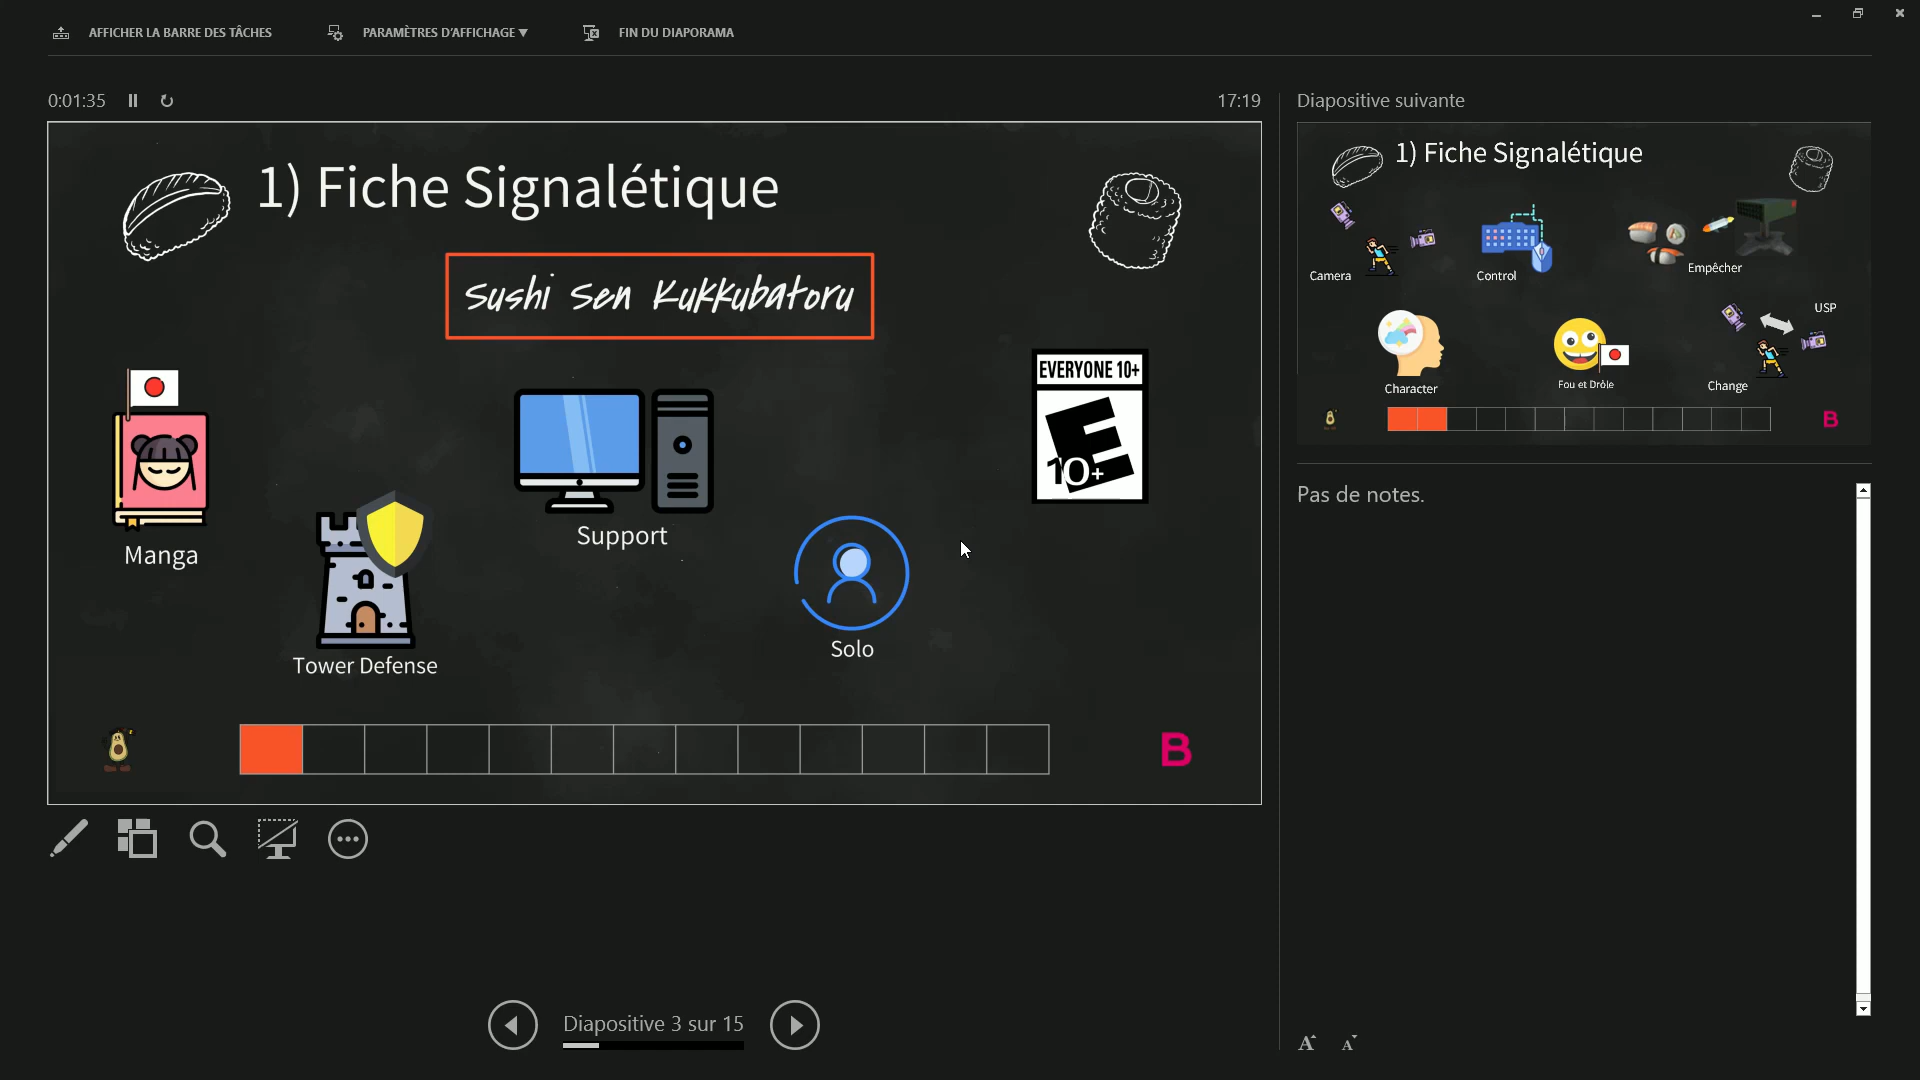 AFFICHER LA BARRE DES TÂCHES
PARAMÈTRES D'AFFICHAGE ▼
FIN DU DIAPORAMA
0:01:35
17:19
1) Fiche Signalétique
Sushi Sen Kukkubatoru
EVERYONE 10+
E
10+
Manga
Support
Solo
Tower Defense
B
Diapositive 3 sur 15
Diapositive suivante
1) Fiche Signalétique
Camera
Control
Empêcher
USP
Character
Fou et Drôle
Change
B
Pas de notes.
A
A